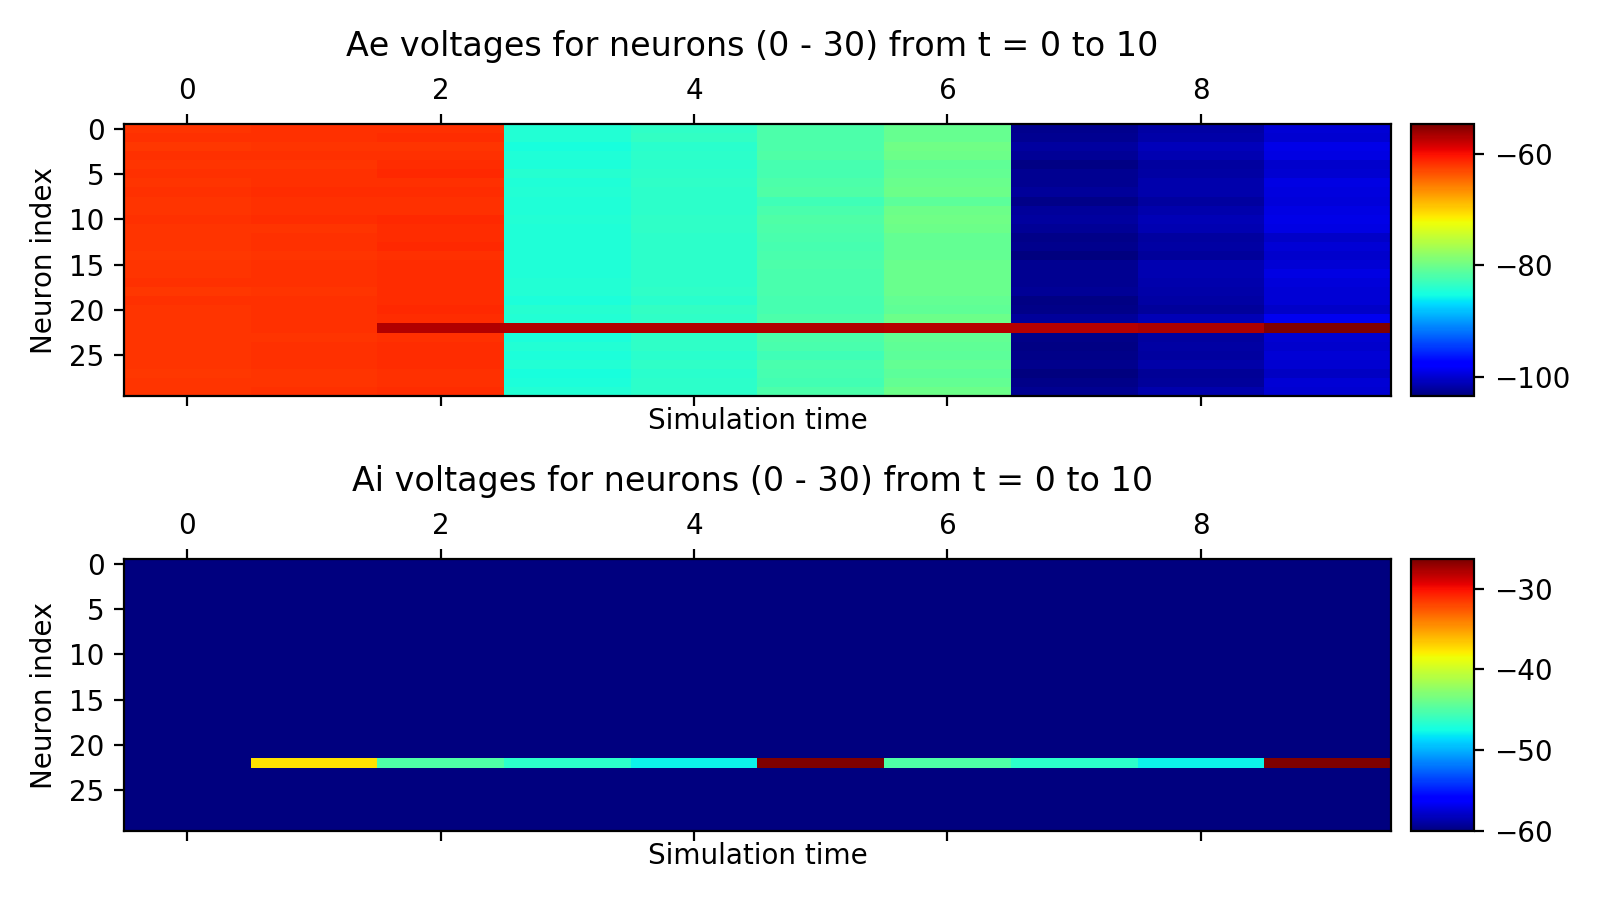 Ae voltages for neurons (0 - 30) from t = 0 to 10
0 2 4 6 8
0
5
10
15
20
25
Neuron index
Simulation time
−60
−80
−100
Ai voltages for neurons (0 - 30) from t = 0 to 10
0 2 4 6 8
0
5
10
15
20
25
Neuron index
Simulation time
−30
−40
−50
−60